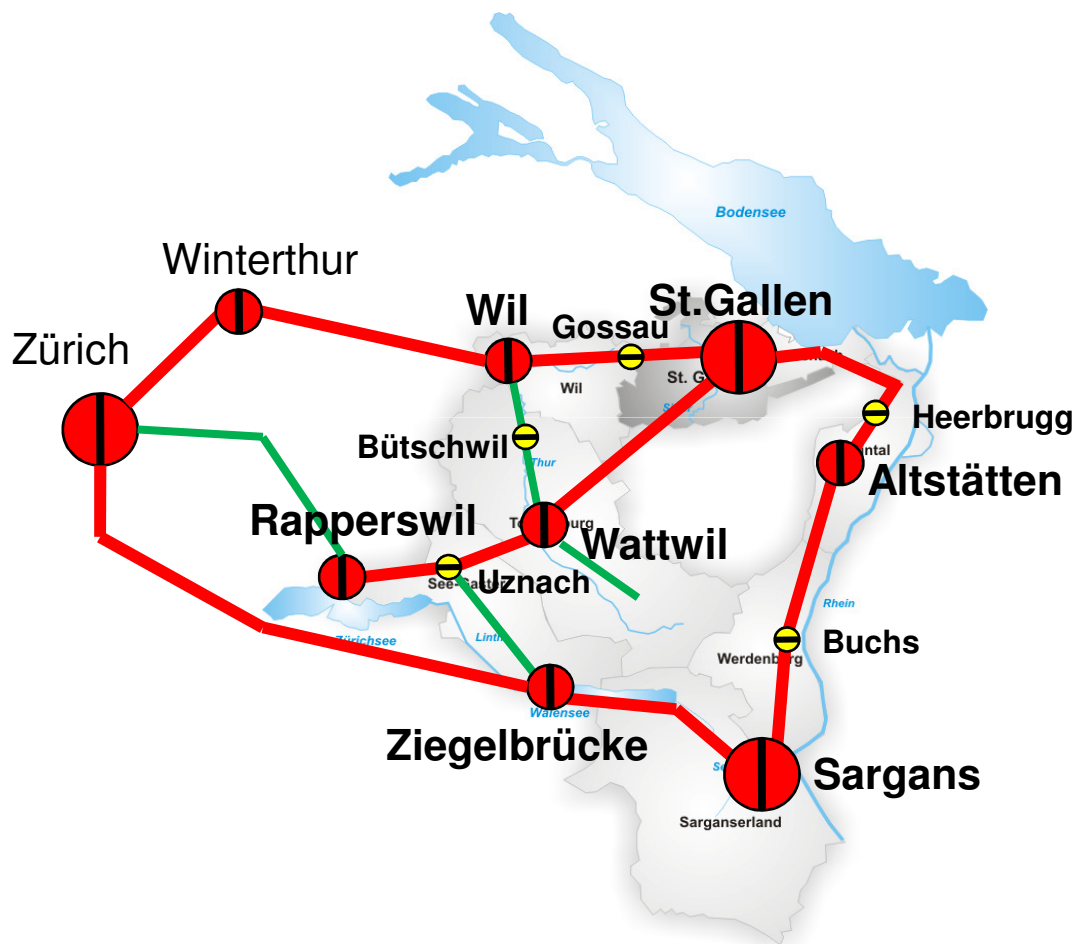 Bodensee
Winterthur
St.Gallen
Wil
Gossau
Zürich
St. G
Wil
Heerbrugg
Bütschwil
Thur
Altstätten
Rapperswil
Wattwil
Uznach
Rhein
Zürichsee
Linth
Buchs
Werdenberg
Walensee
Ziegelbrücke
Sargans
Sarganserland